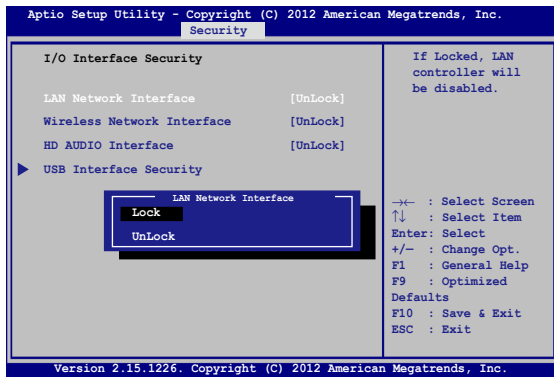 Aptio Setup Utility - Copyright (C) 2012 American Megatrends, Inc.
Security
I/O Interface Security
LAN Network Interface [UnLock]
Wireless Network Interface [UnLock]
HD AUDIO Interface [UnLock]
USB Interface Security
LAN Network Interface
Lock
UnLock
If Locked, LAN
controller will
be disabled.
→← : Select Screen
↑↓ : Select Item
Enter: Select
+/— : Change Opt.
F1 : General Help
F9 : Optimized
Defaults
F10 : Save & Exit
ESC : Exit
Version 2.15.1226. Copyright (C) 2012 American Megatrends, Inc.